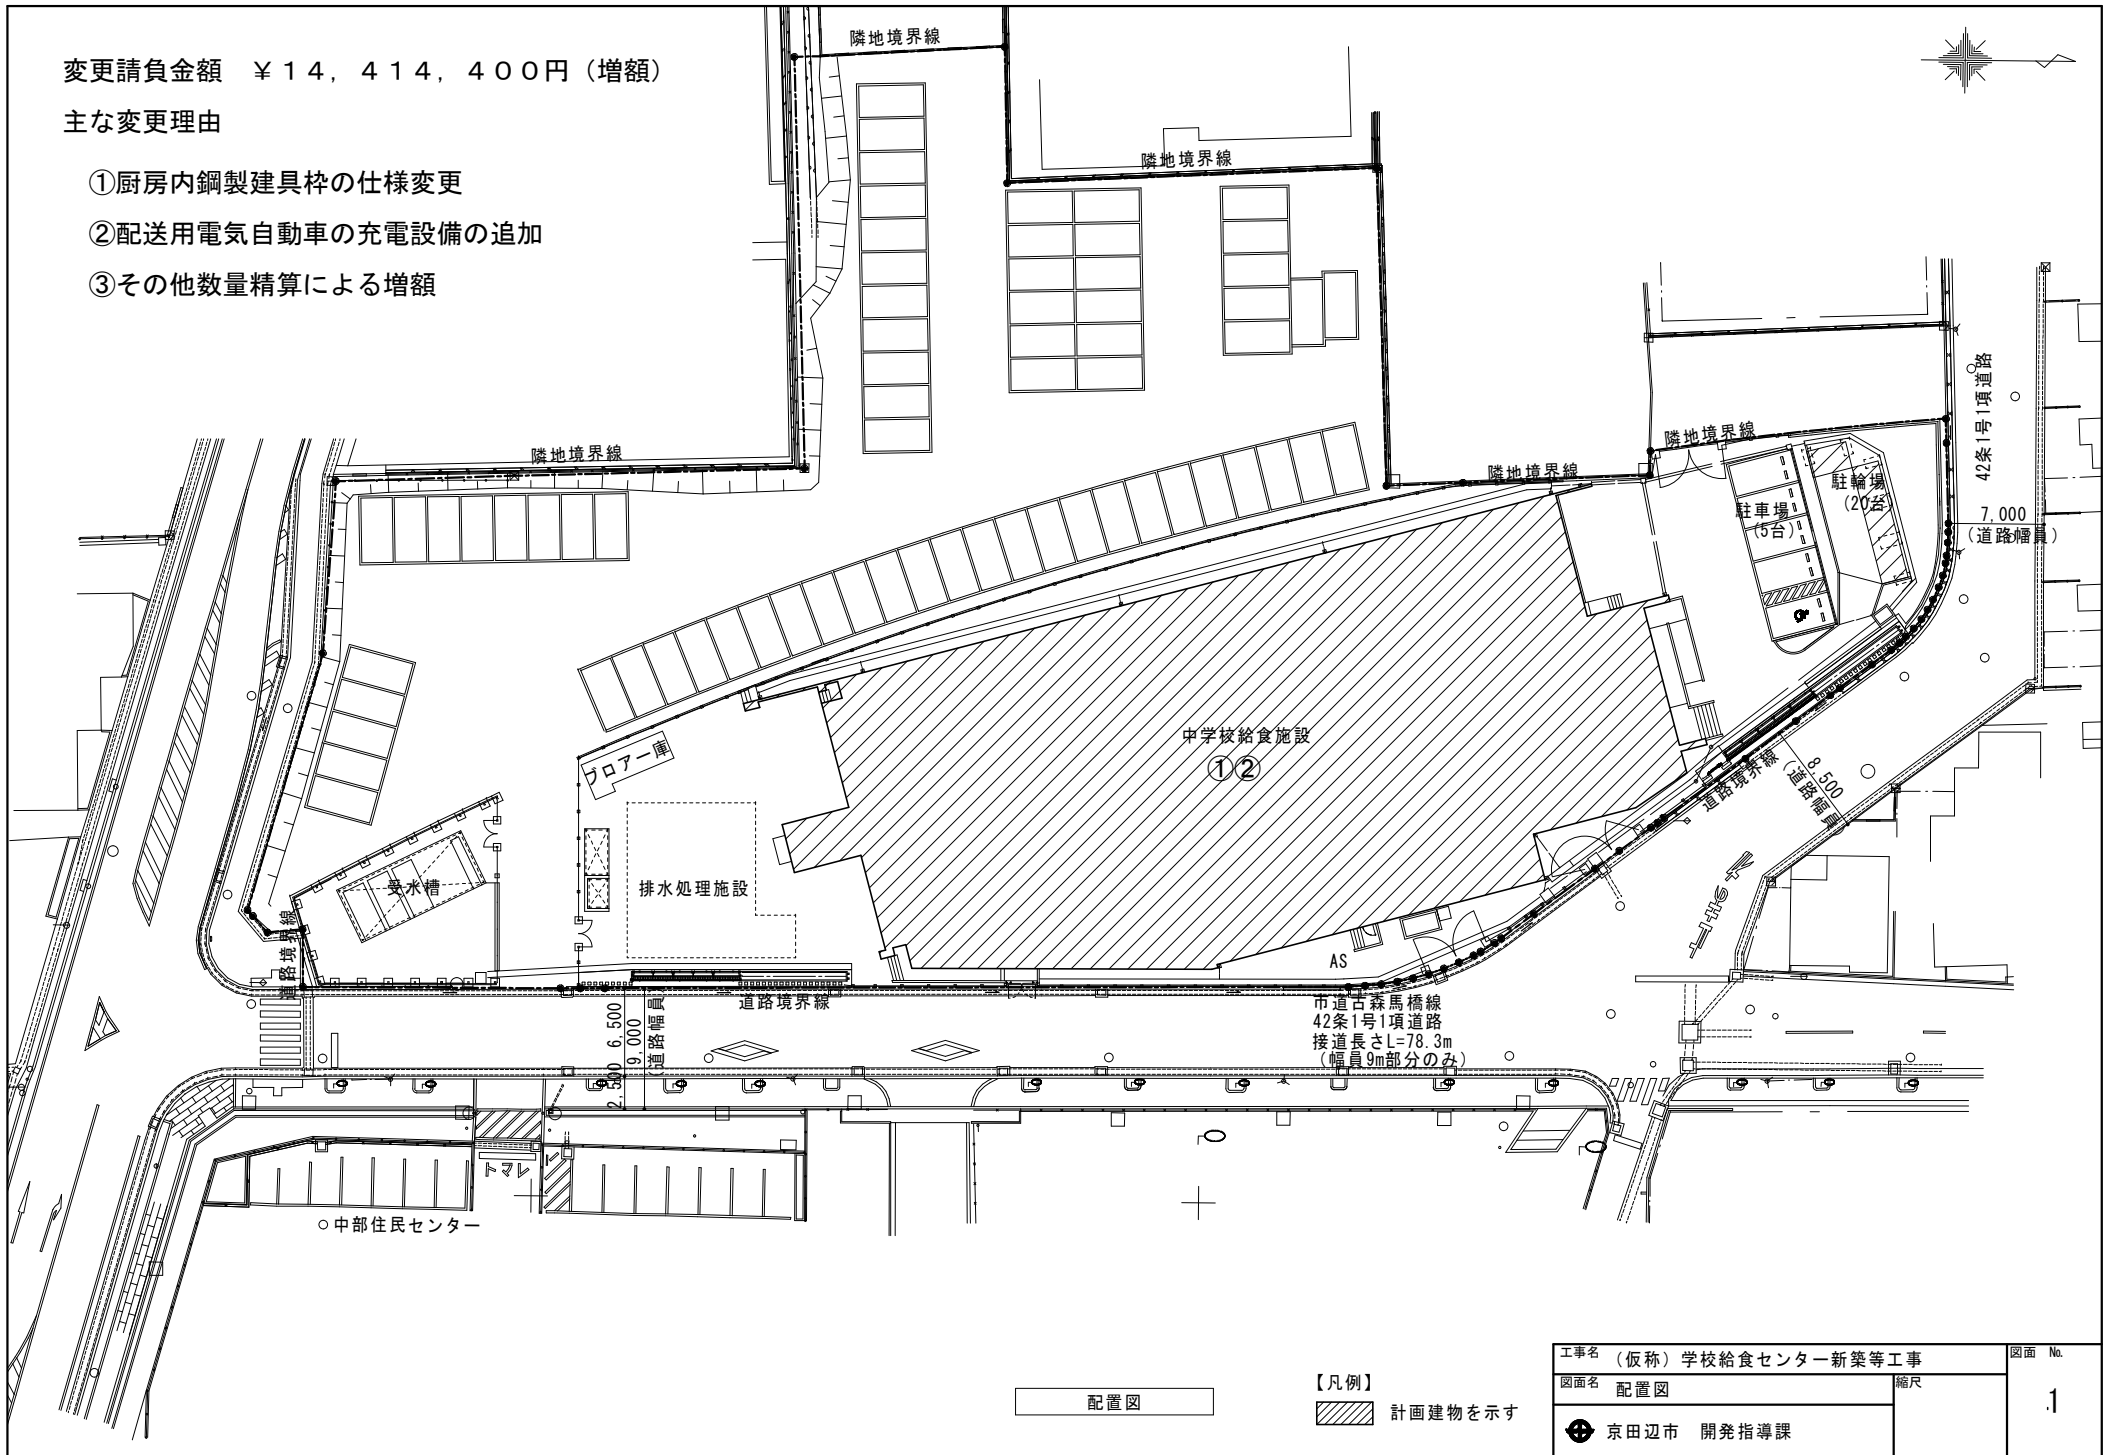 変更請負金額　￥１４，４１４，４００円（増額）
主な変更理由
①厨房内鋼製建具枠の仕様変更
②配送用電気自動車の充電設備の追加
③その他数量精算による増額
隣地境界線
隣地境界線
隣地境界線
隣地境界線
隣地境界線
42条1号1項道路
7,000
（道路幅員）
駐輪場
（20台）
駐車場
（5台）
中学校給食施設
①②
ブロアー庫
受水槽
排水処理施設
道路境界線
道路境界線
道路境界線
8,500
（道路幅員）
AS
市道古森馬橋線
42条1号1項道路
接道長さL=78.3m
（幅員9m部分のみ）
2,500 6,500
9,000
（道路幅員）
トマレ
中部住民センター
配置図
【凡例】
計画建物を示す
工事名 （仮称）学校給食センター新築等工事
図面 No.
図面名 配置図
縮尺
1
京田辺市　開発指導課